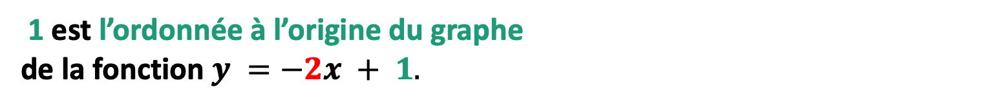 1 est l’ordonnée à l’origine du graphe
de la fonction y = −2x + 1.